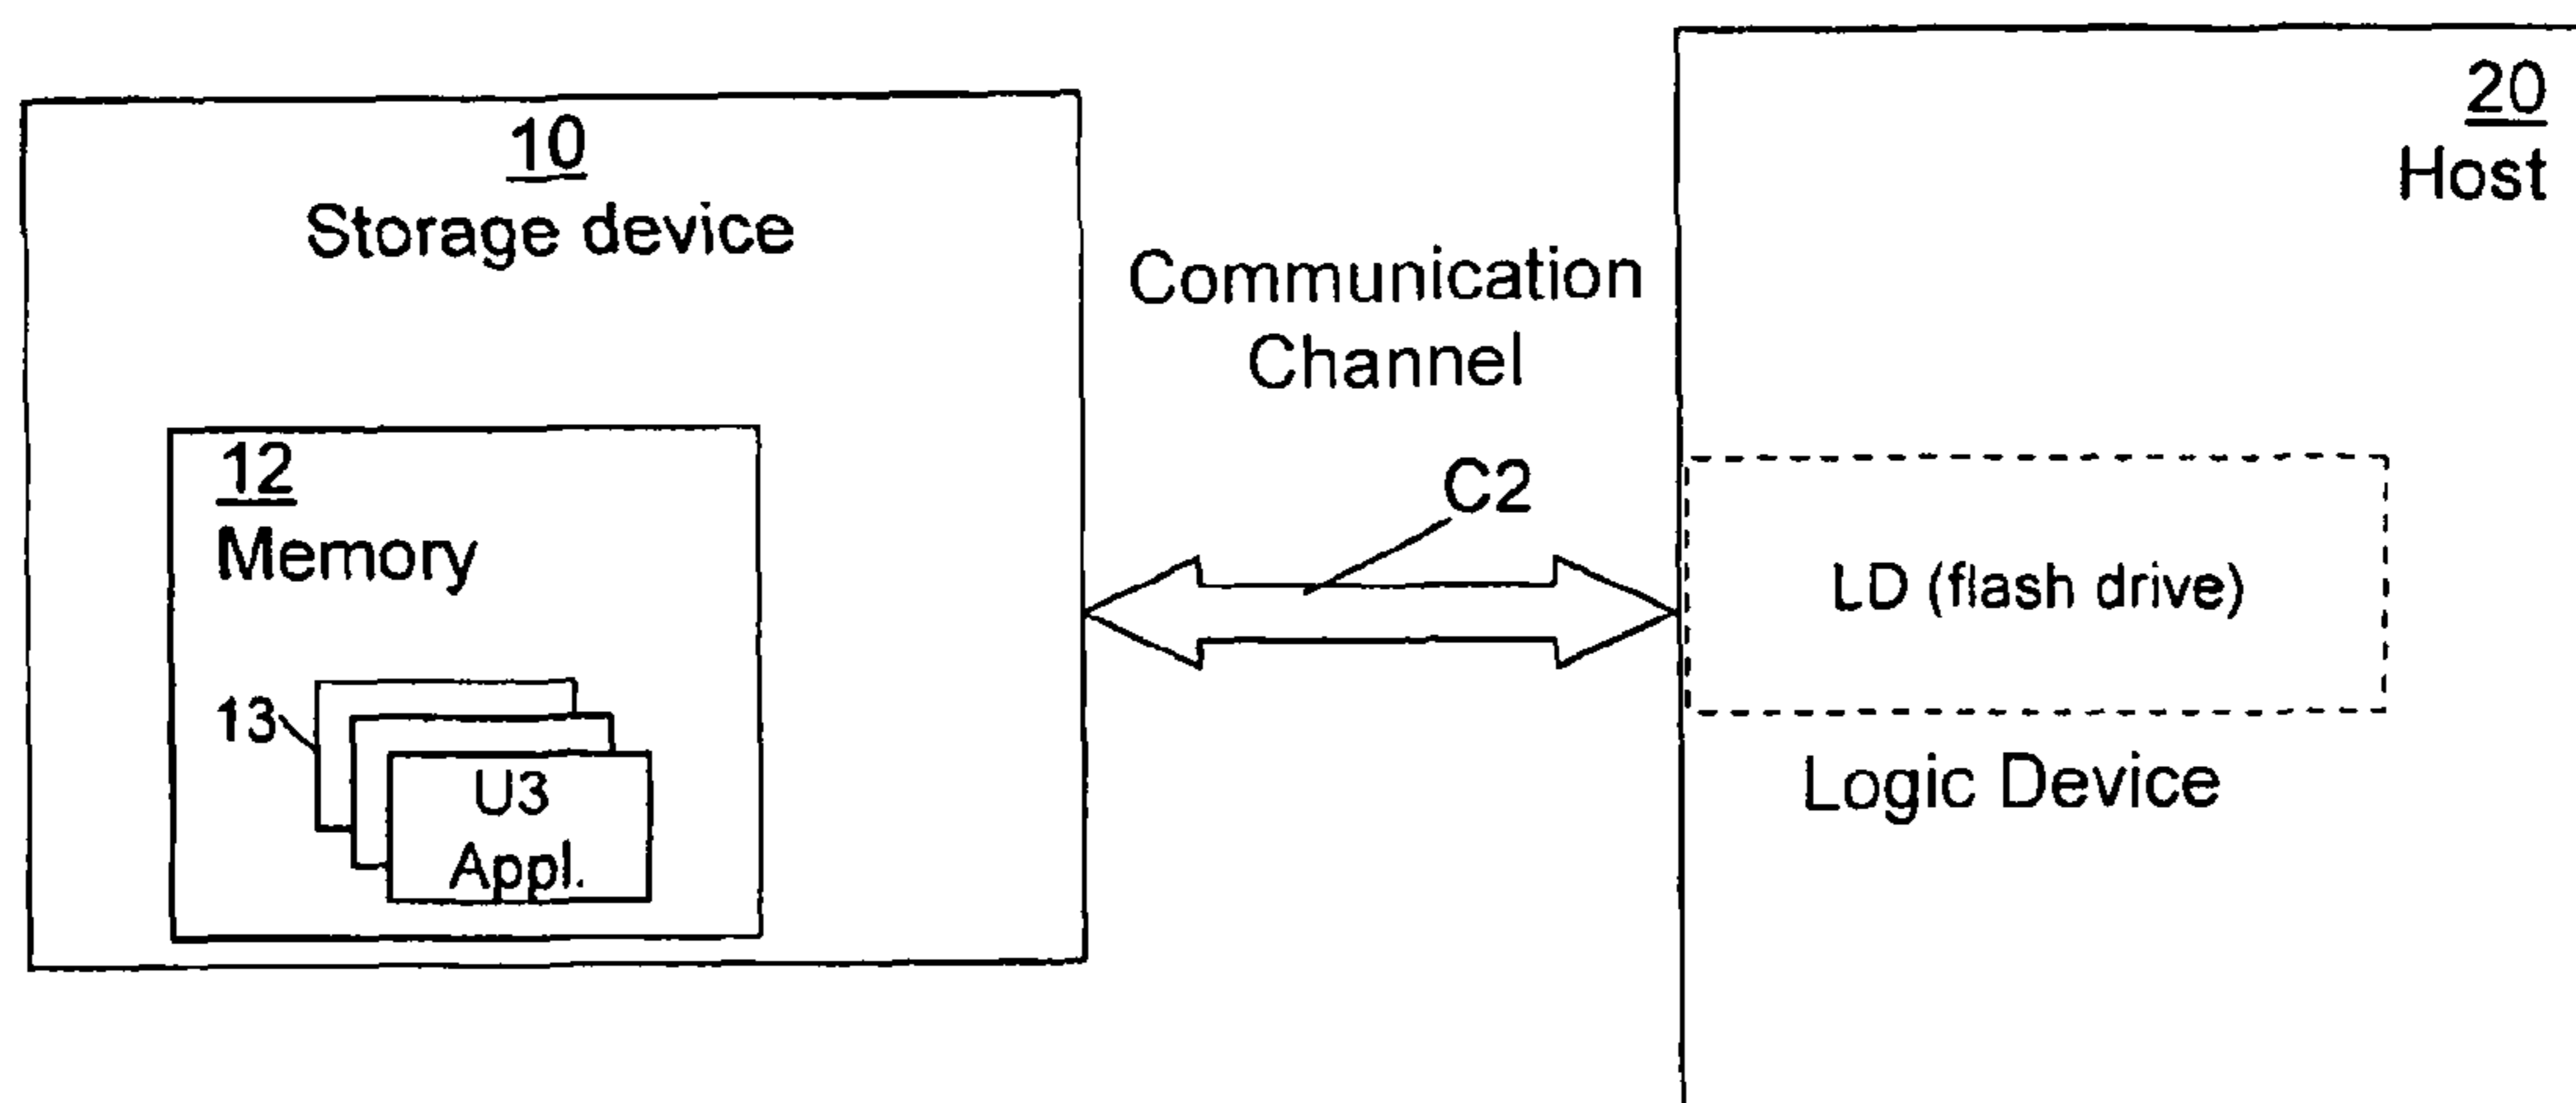 10
Storage device
12
Memory
13
U3
Appl.
Communication
Channel
C2
20
Host
LD (flash drive)
Logic Device